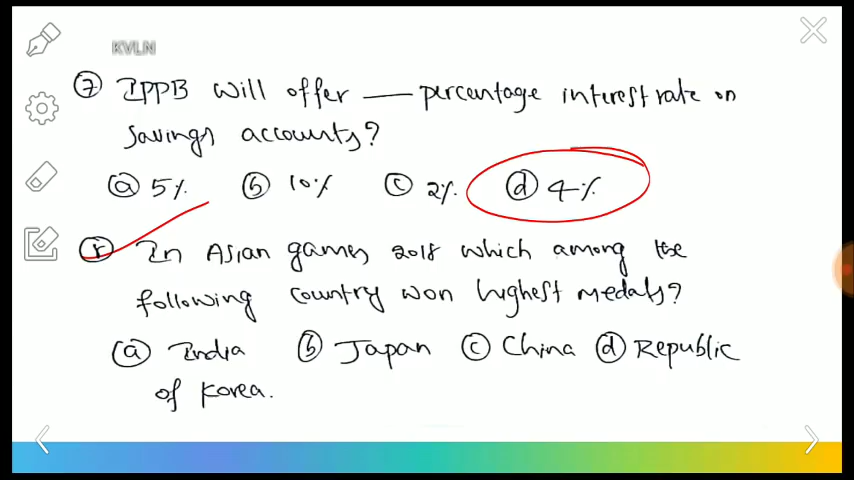 KVLN
7 IPPB will offer — percentage interest rate on
savings accounts?
a 5% b 10% c 2% d 4%
8 In Asian games 2018 which among the
following country won highest medals?
a India b Japan c China d Republic
of Korea.